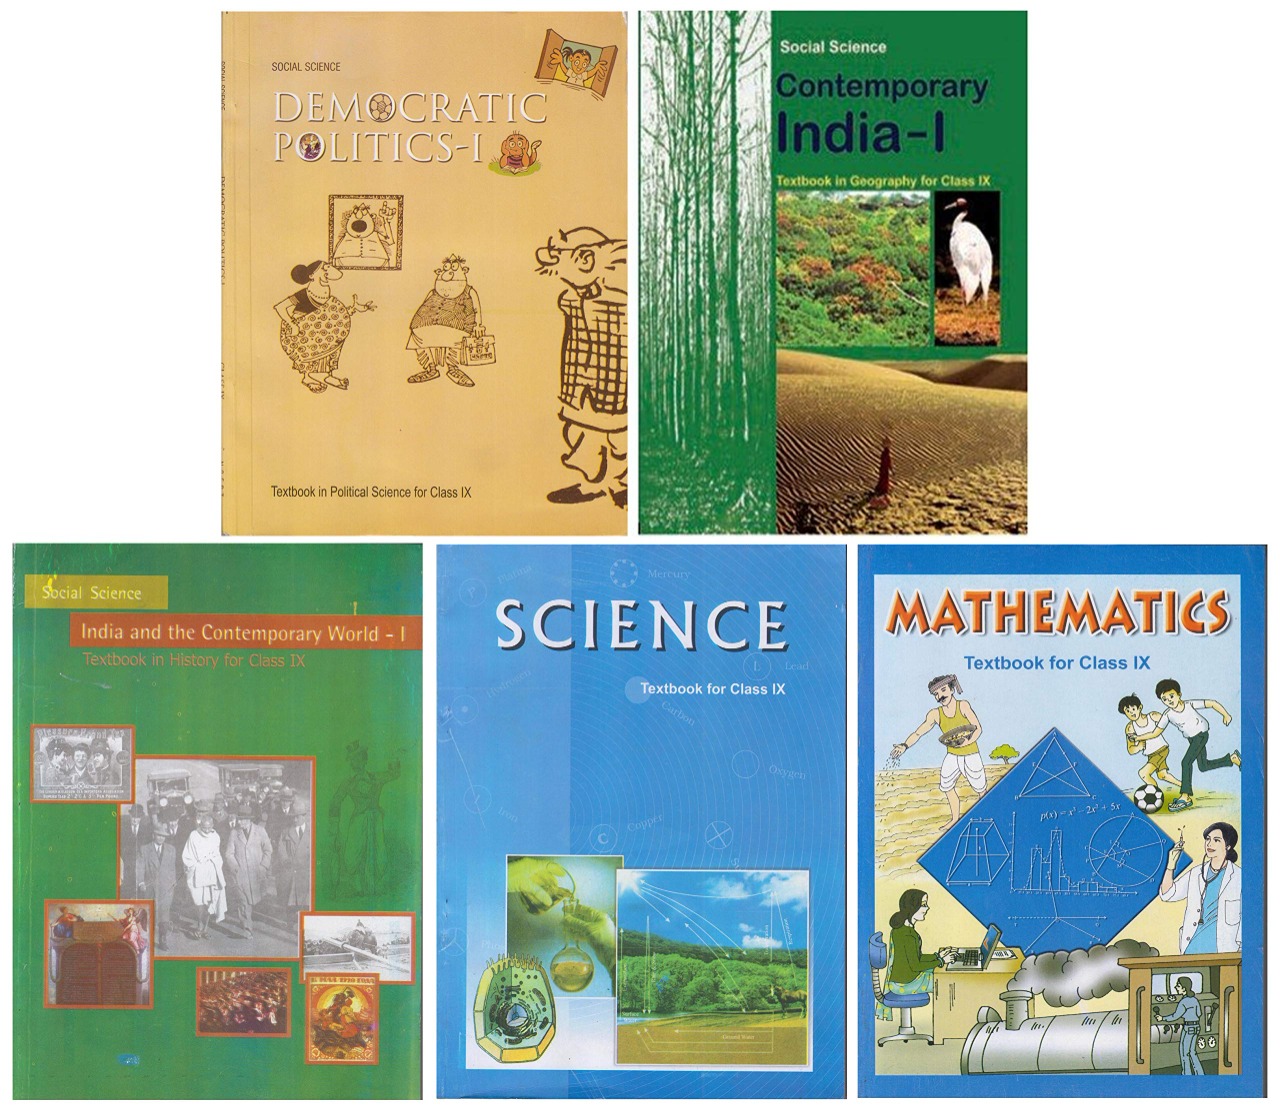 SOCIAL SCIENCE
DEMOCRATIC
POLITICS-I
Textbook in Political Science for Class IX
Social Science
Contemporary
India-I
Textbook in Geography for Class IX
Social Science
India and the Contemporary World - I
Textbook in History for Class IX
SCIENCE
Textbook for Class IX
Mercury
Platina
L
Lead
Hydrogen
Carbon
Oxygen
C
Copper
MATHEMATICS
Textbook for Class IX
p(x) = x³ – 2x² + 5x